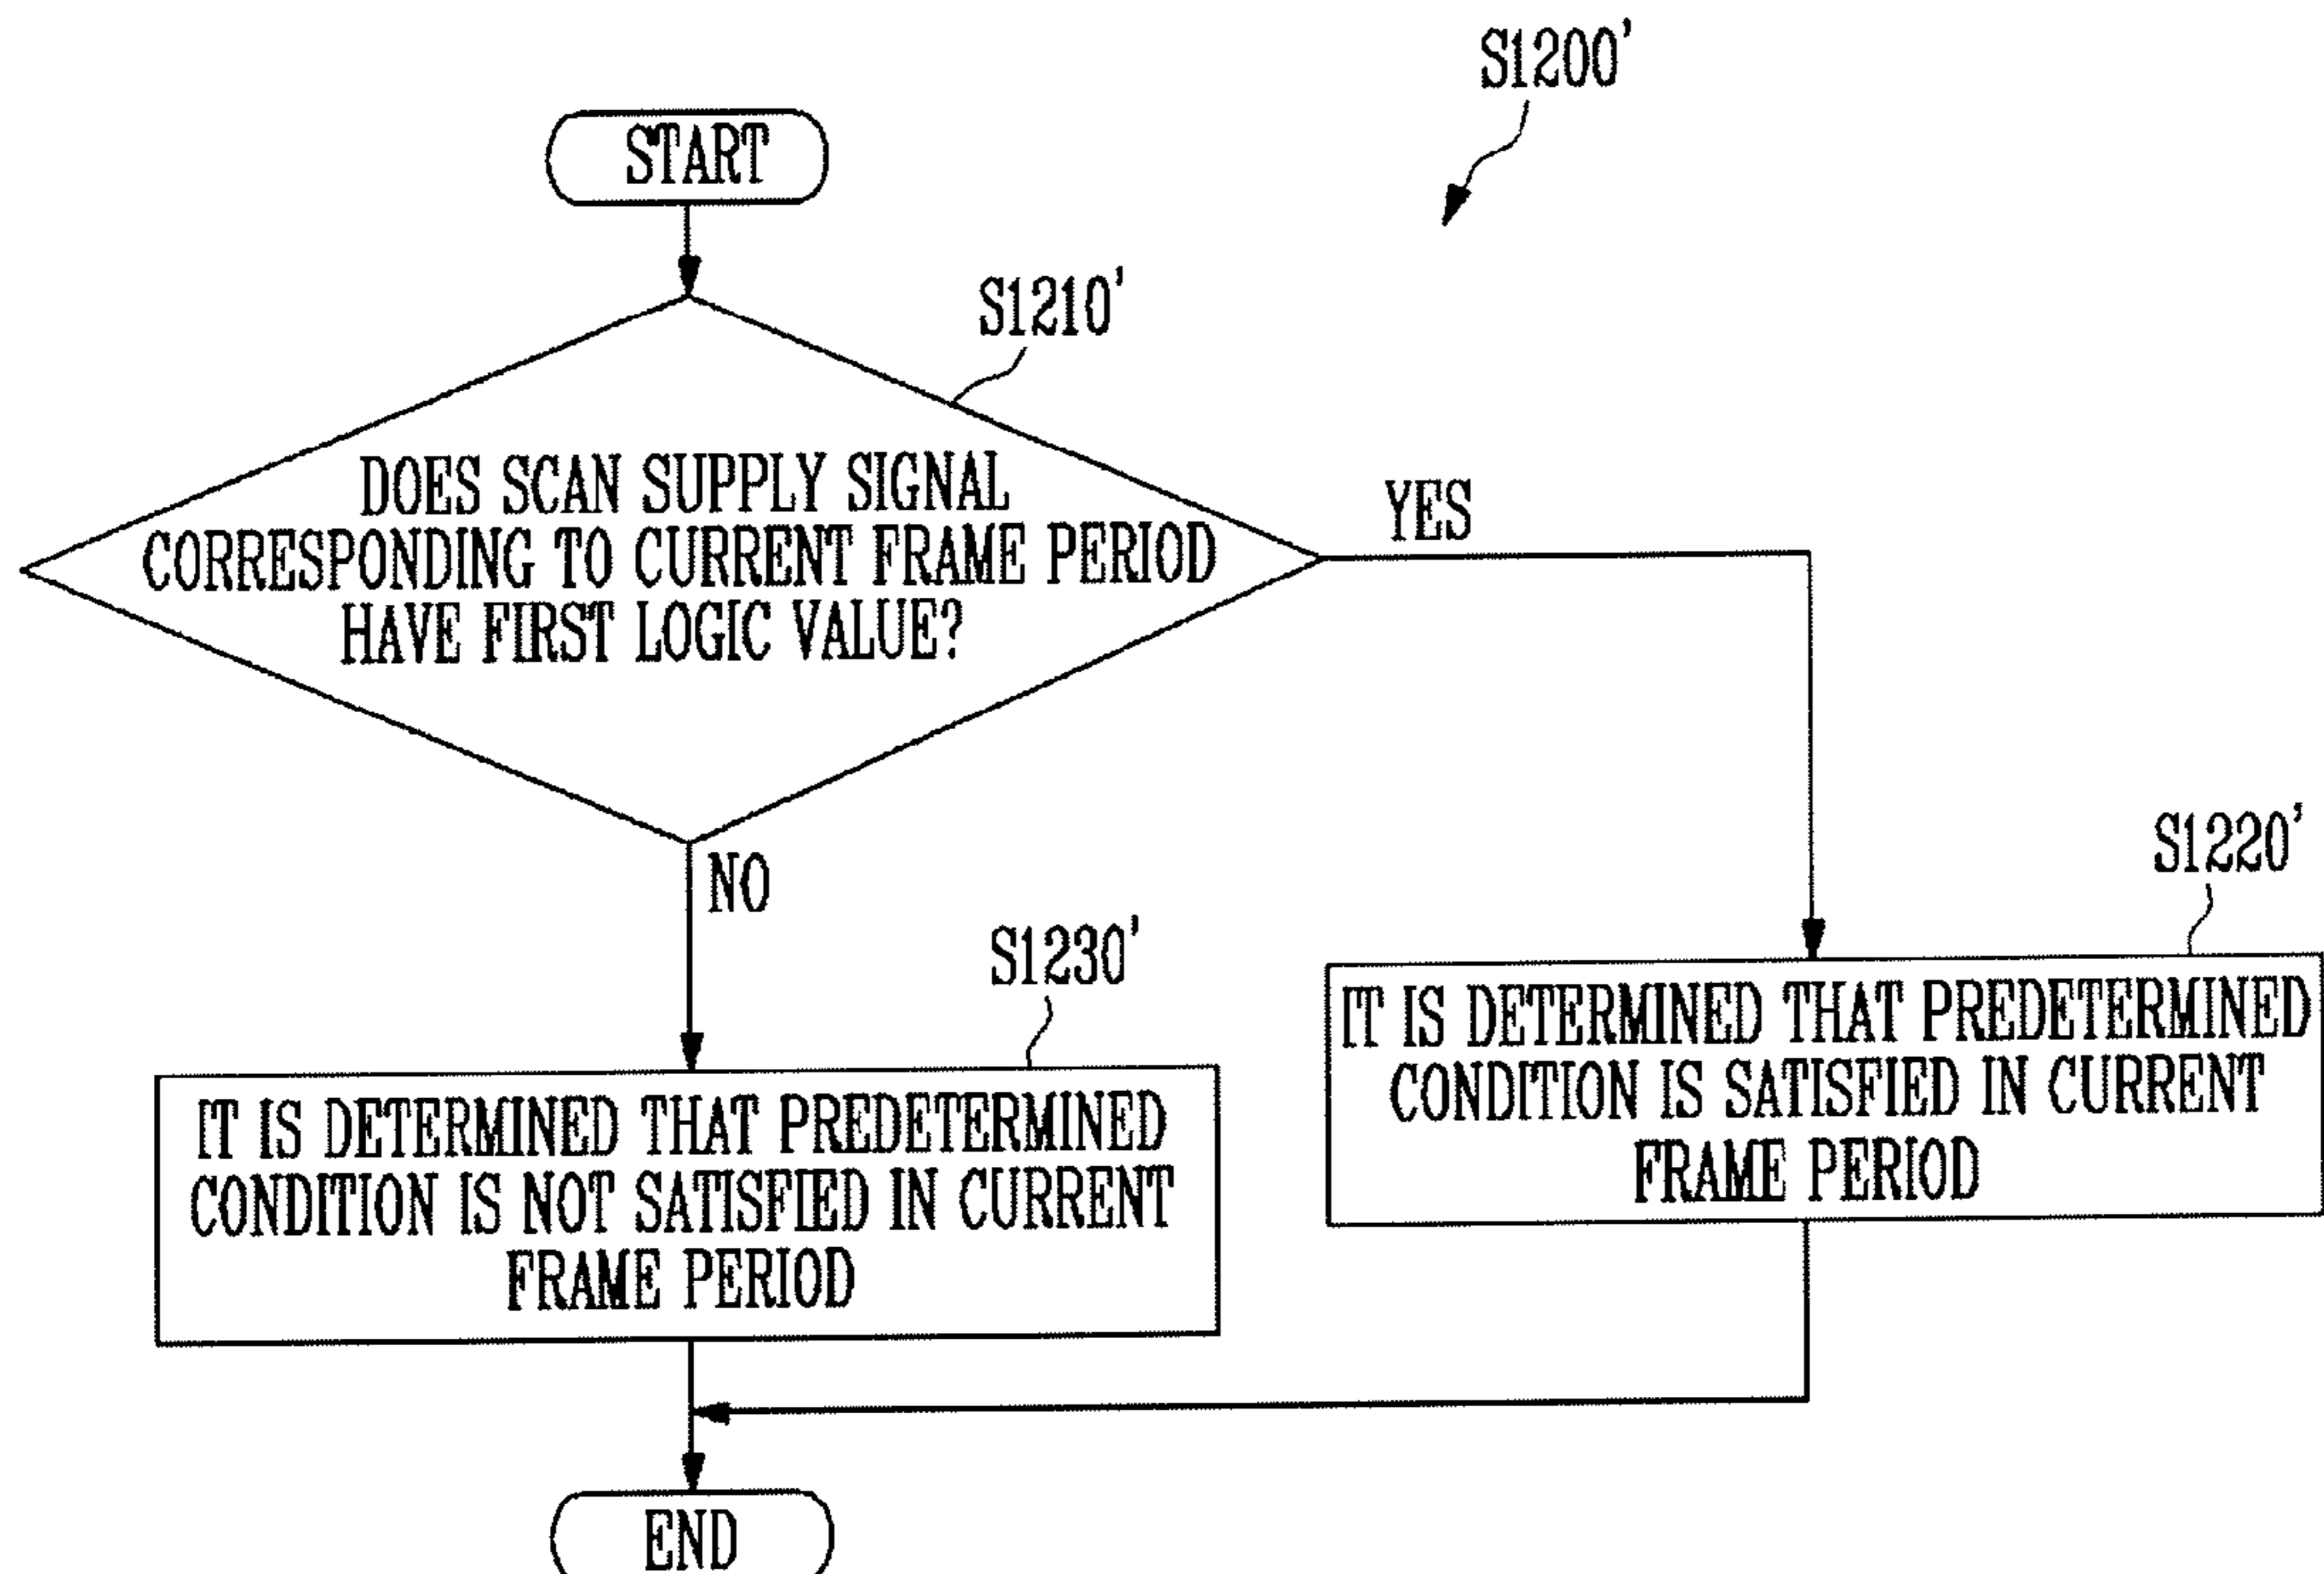 S1200'
START
S1210'
DOES SCAN SUPPLY SIGNAL
CORRESPONDING TO CURRENT FRAME PERIOD
HAVE FIRST LOGIC VALUE?
YES
NO
S1220'
IT IS DETERMINED THAT PREDETERMINED
CONDITION IS SATISFIED IN CURRENT
FRAME PERIOD
S1230'
IT IS DETERMINED THAT PREDETERMINED
CONDITION IS NOT SATISFIED IN CURRENT
FRAME PERIOD
END